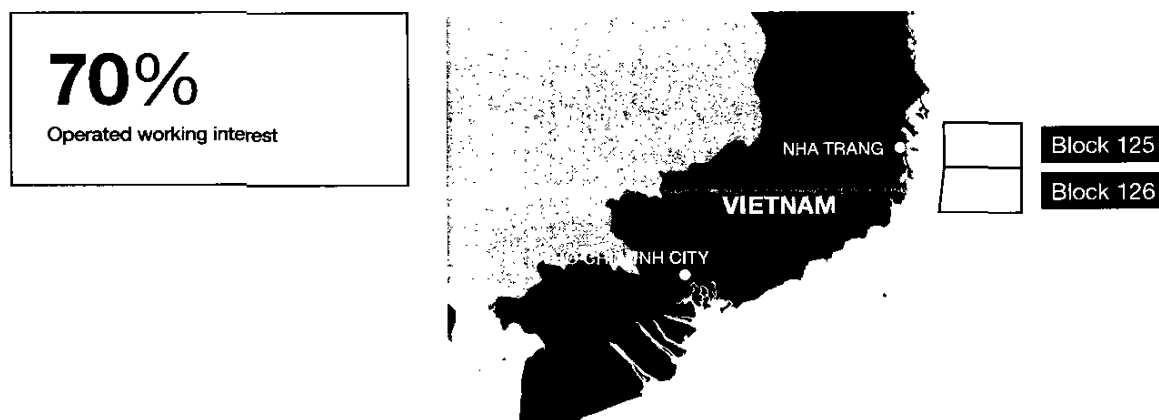 70%
Operated working interest
NHA TRANG
Block 125
Block 126
VIETNAM
CITY